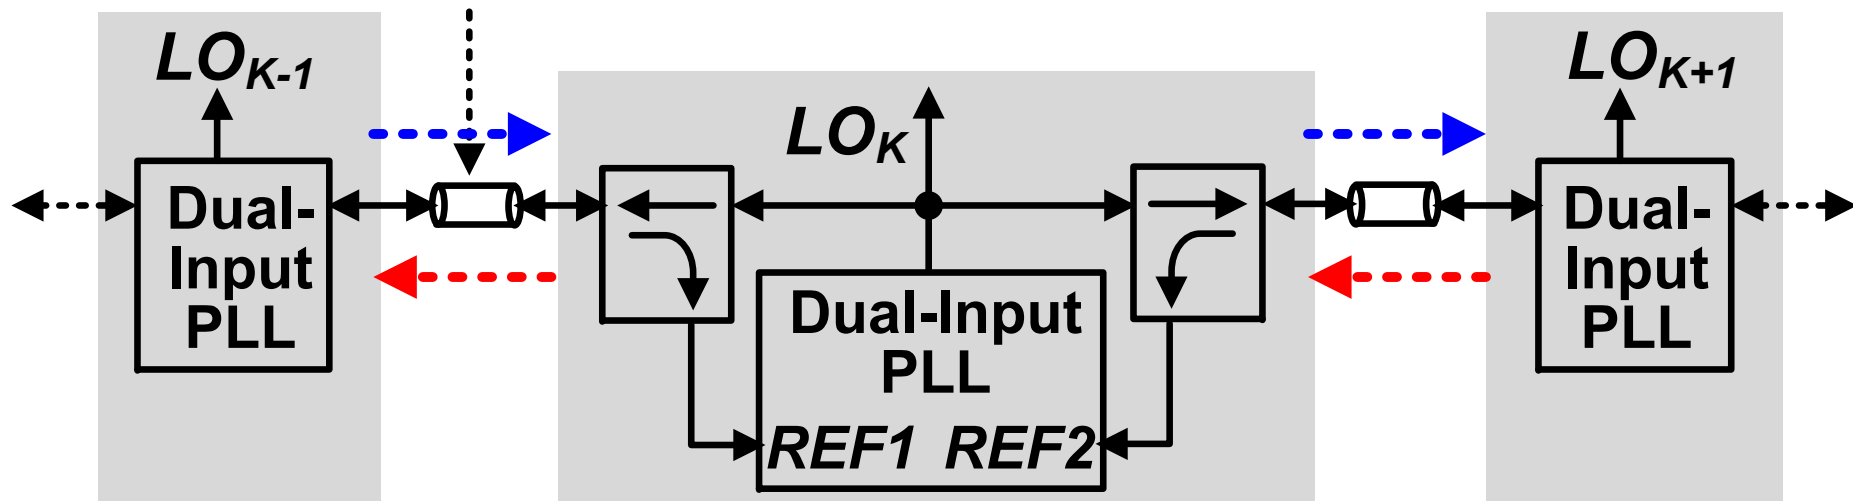 LOK-1
Dual-
Input
PLL
LOK
Dual-Input
PLL
REF1 REF2
LOK+1
Dual-
Input
PLL